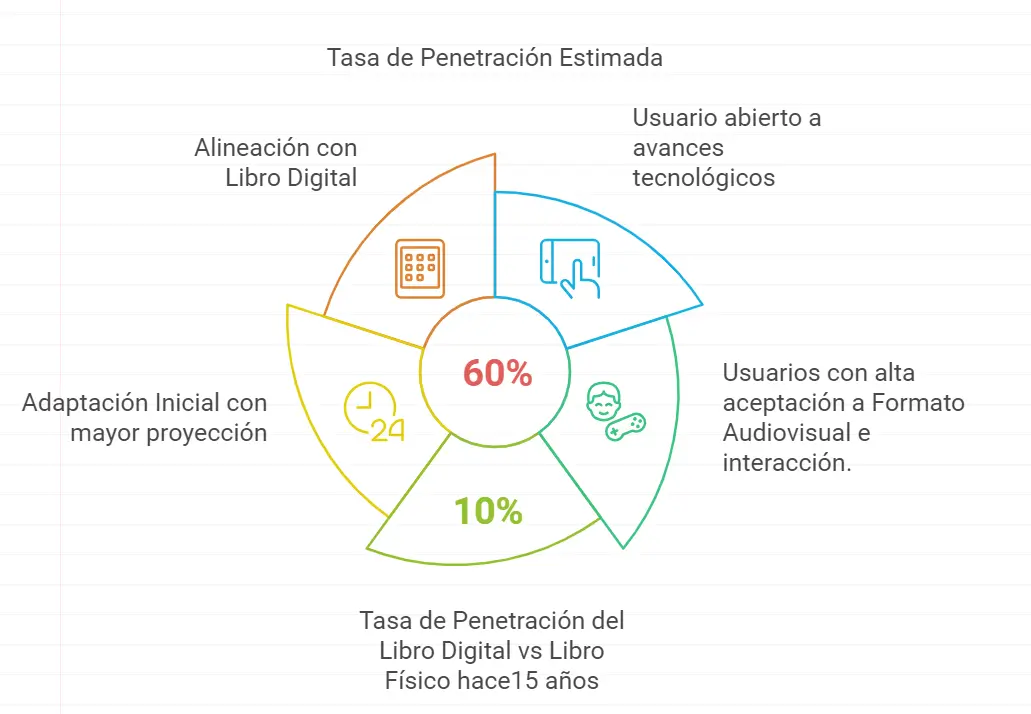 Tasa de Penetración Estimada
Usuario abierto a
avances
tecnológicos
Alineación con
Libro Digital
60%
Usuarios con alta
aceptación a Formato
Audiovisual e
interacción.
Adaptación Inicial con
mayor proyección
24
10%
Tasa de Penetración del
Libro Digital vs Libro
Físico hace15 años